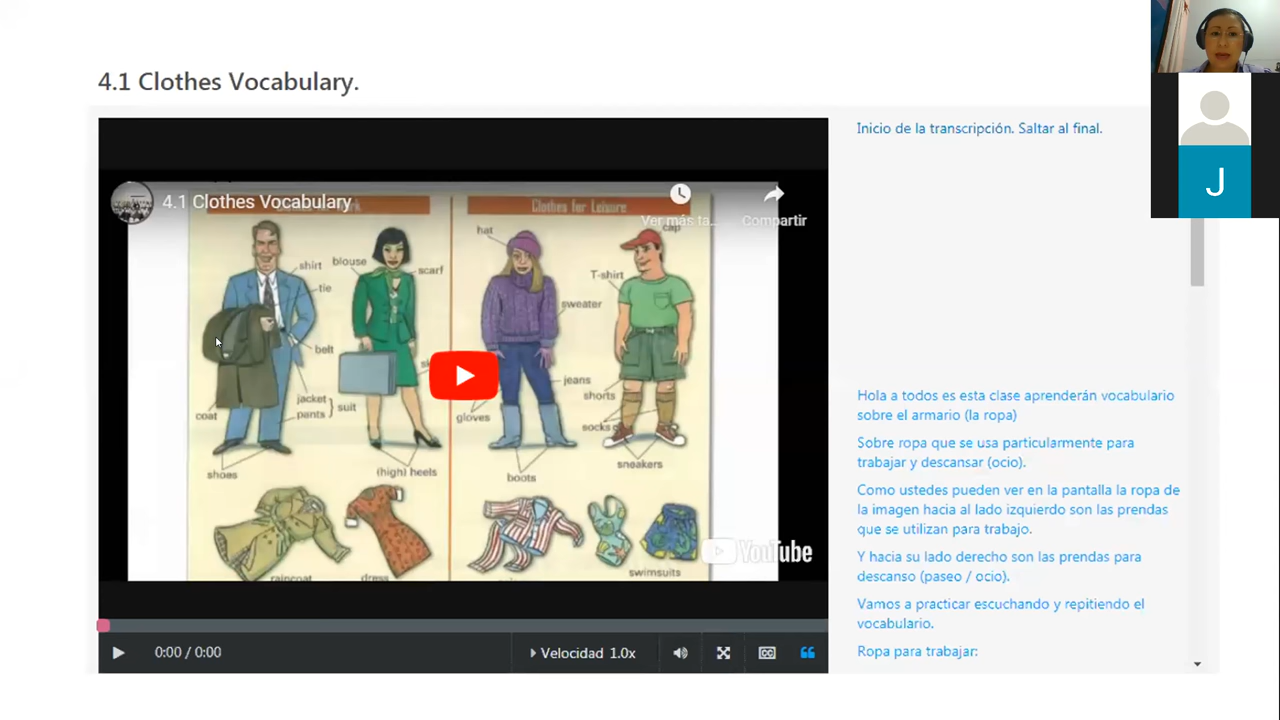 4.1 Clothes Vocabulary.
4.1 Clothes Vocabulary
Clothes for Leisure
Ver más ta...
Compartir
hat
cap
shirt
blouse
scarf
T-shirt
tie
sweater
belt
jeans
jacket
pants
suit
shorts
coat
gloves
socks
shoes
(high) heels
boots
sneakers
raincoat
dress
swimsuits
YouTube
0:00 / 0:00
Velocidad 1.0x
Inicio de la transcripción. Saltar al final.
Hola a todos es esta clase aprenderán vocabulario
sobre el armario (la ropa)
Sobre ropa que se usa particularmente para
trabajar y descansar (ocio).
Como ustedes pueden ver en la pantalla la ropa de
la imagen hacia al lado izquierdo son las prendas
que se utilizan para trabajo.
Y hacia su lado derecho son las prendas para
descanso (paseo / ocio).
Vamos a practicar escuchando y repitiendo el
vocabulario.
Ropa para trabajar:
J